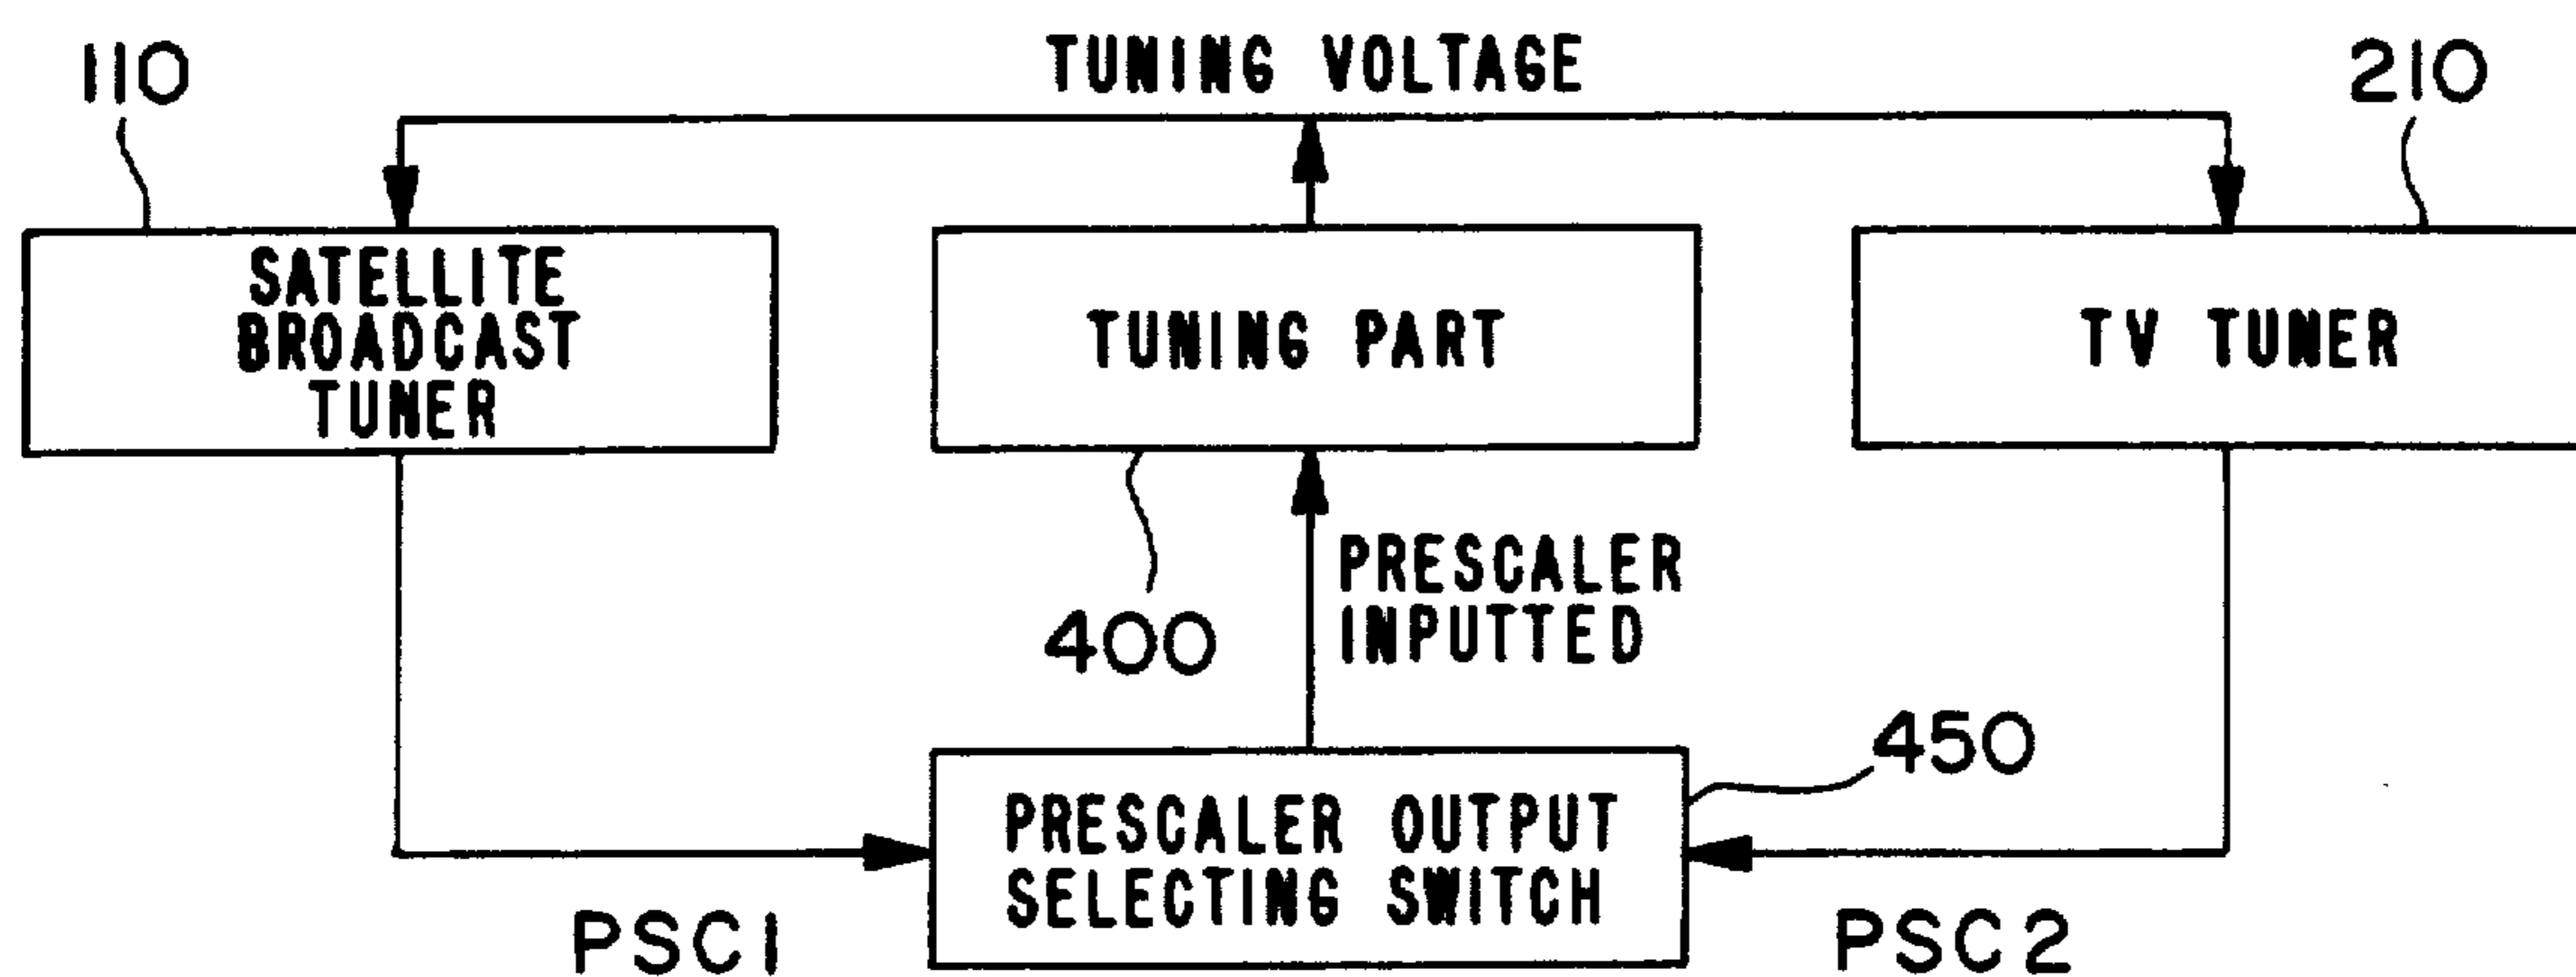 110
TUNING VOLTAGE
210
SATELLITE
BROADCAST
TUNER
TUNING PART
TV TUNER
400
PRESCALER
INPUTTED
450
PRESCALER OUTPUT
SELECTING SWITCH
PSC1
PSC2